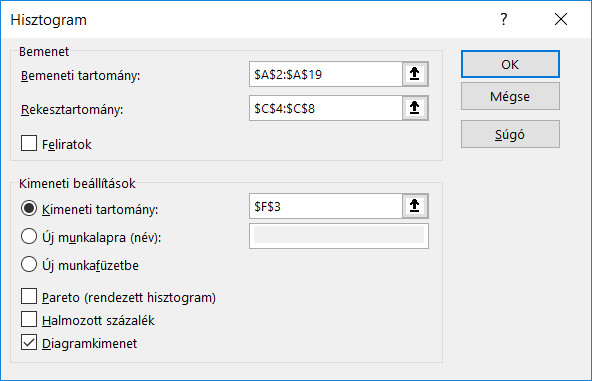 Hisztogram
?
Bemenet
Bemeneti tartomány:
$A$2:$A$19
OK
Rekesztartomány:
$C$4:$C$8
Mégse
Feliratok
Súgó
Kimeneti beállítások
Kimeneti tartomány:
$F$3
Új munkalapra (név):
Új munkafüzetbe
Pareto (rendezett hisztogram)
Halmozott százalék
Diagramkimenet